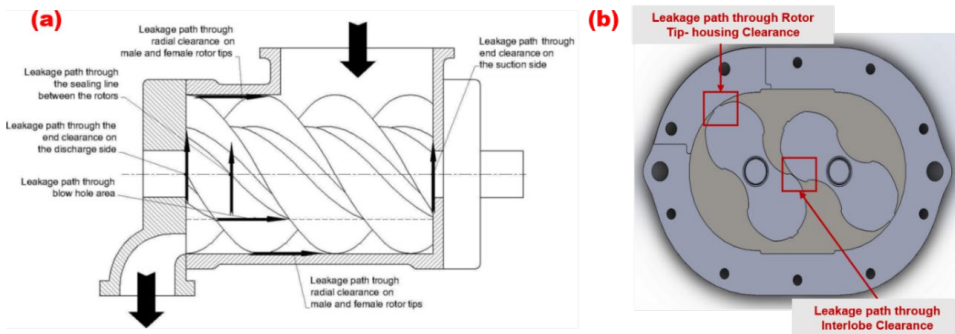 (a)
Leakage path through
radial clearance on
male and female rotor tips
Leakage path through
the sealing line
between the rotors
Leakage path through the
end clearance on
the discharge side
Leakage path through
blow hole area
Leakage path through
end clearance on
the suction side
Leakage path trough
radial clearance on
male and female rotor tips
(b)
Leakage path through Rotor
Tip- housing Clearance
Leakage path through
Interlobe Clearance